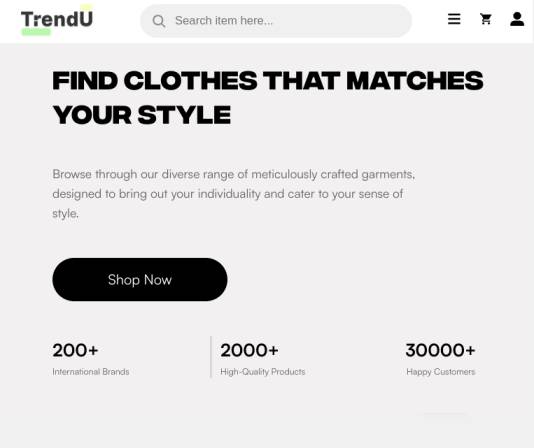 TrendU
Search item here...
FIND CLOTHES THAT MATCHES
YOUR STYLE
Browse through our diverse range of meticulously crafted garments,
designed to bring out your individuality and cater to your sense of
style.
Shop Now
200+
International Brands
2000+
High-Quality Products
30000+
Happy Customers